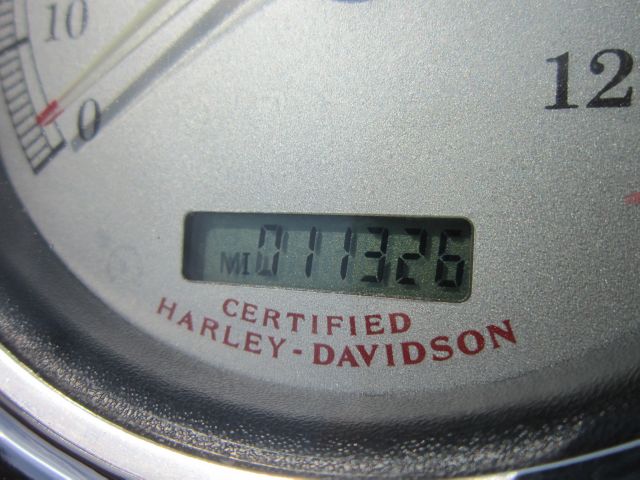 10
0
12
MI 011326
CERTIFIED
HARLEY-DAVIDSON